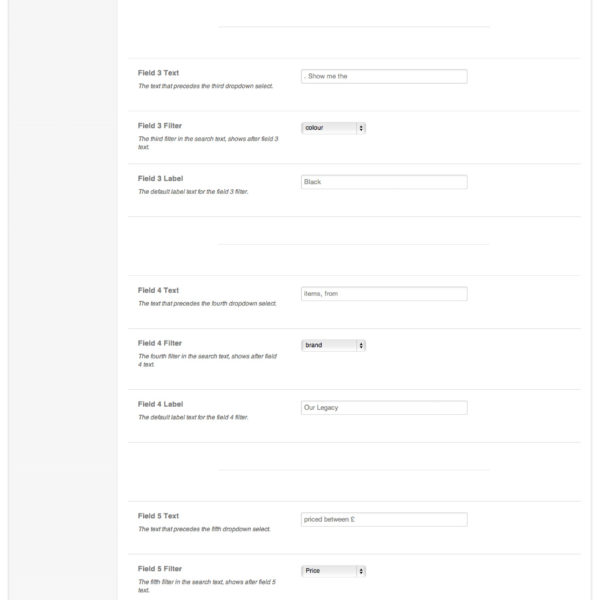 Field 3 Text
. Show me the
The text that precedes the third dropdown select.
Field 3 Filter
colour
The third filter in the search text, shows after field 3
text.
Field 3 Label
Black
The default label text for the field 3 filter.
Field 4 Text
items, from
The text that precedes the fourth dropdown select.
Field 4 Filter
brand
The fourth filter in the search text, shows after field
4 text.
Field 4 Label
Our Legacy
The default label text for the field 4 filter.
Field 5 Text
priced between £
The text that precedes the fifth dropdown select.
Field 5 Filter
Price
The fifth filter in the search text, shows after field 5
text.